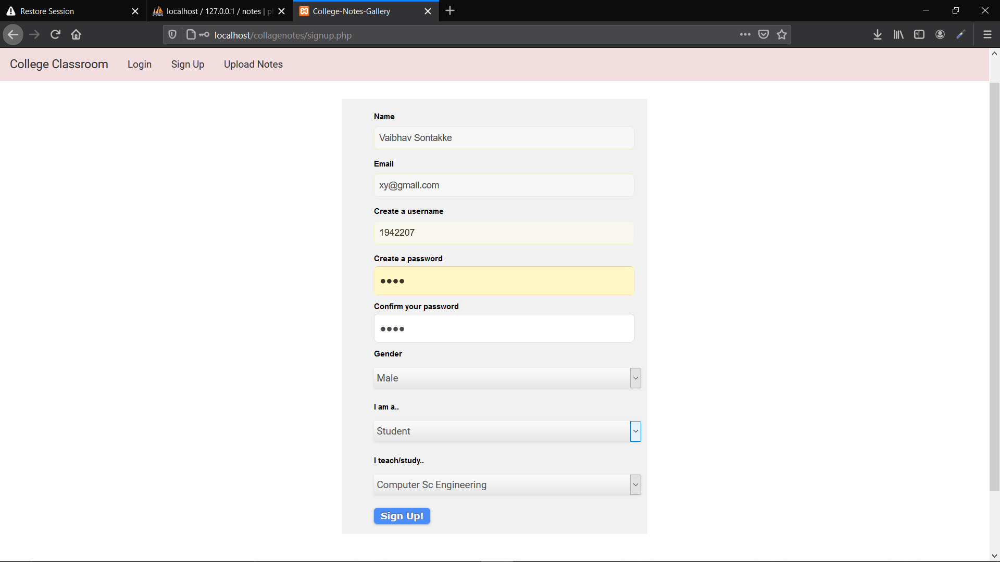 Restore Session
localhost / 127.0.0.1 / notes | ph
College-Notes-Gallery
localhost/collagenotes/signup.php
College Classroom Login Sign Up Upload Notes
Name
Vaibhav Sontakke
Email
xy@gmail.com
Create a username
1942207
Create a password
Confirm your password
Gender
Male
I am a..
Student
I teach/study..
Computer Sc Engineering
Sign Up!